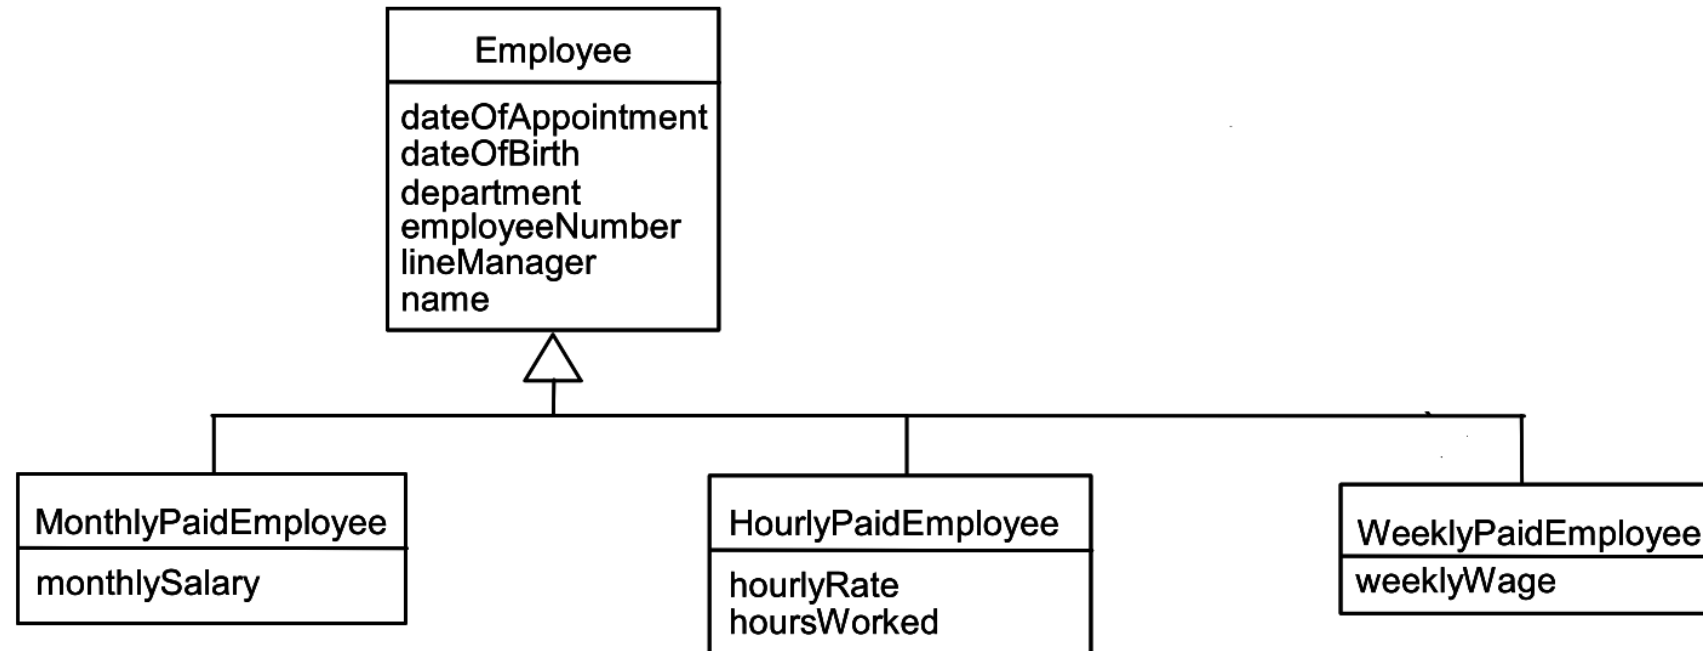 Employee
dateOfAppointment
dateOfBirth
department
employeeNumber
lineManager
name
MonthlyPaidEmployee
monthlySalary
HourlyPaidEmployee
hourlyRate
hoursWorked
WeeklyPaidEmployee
weeklyWage